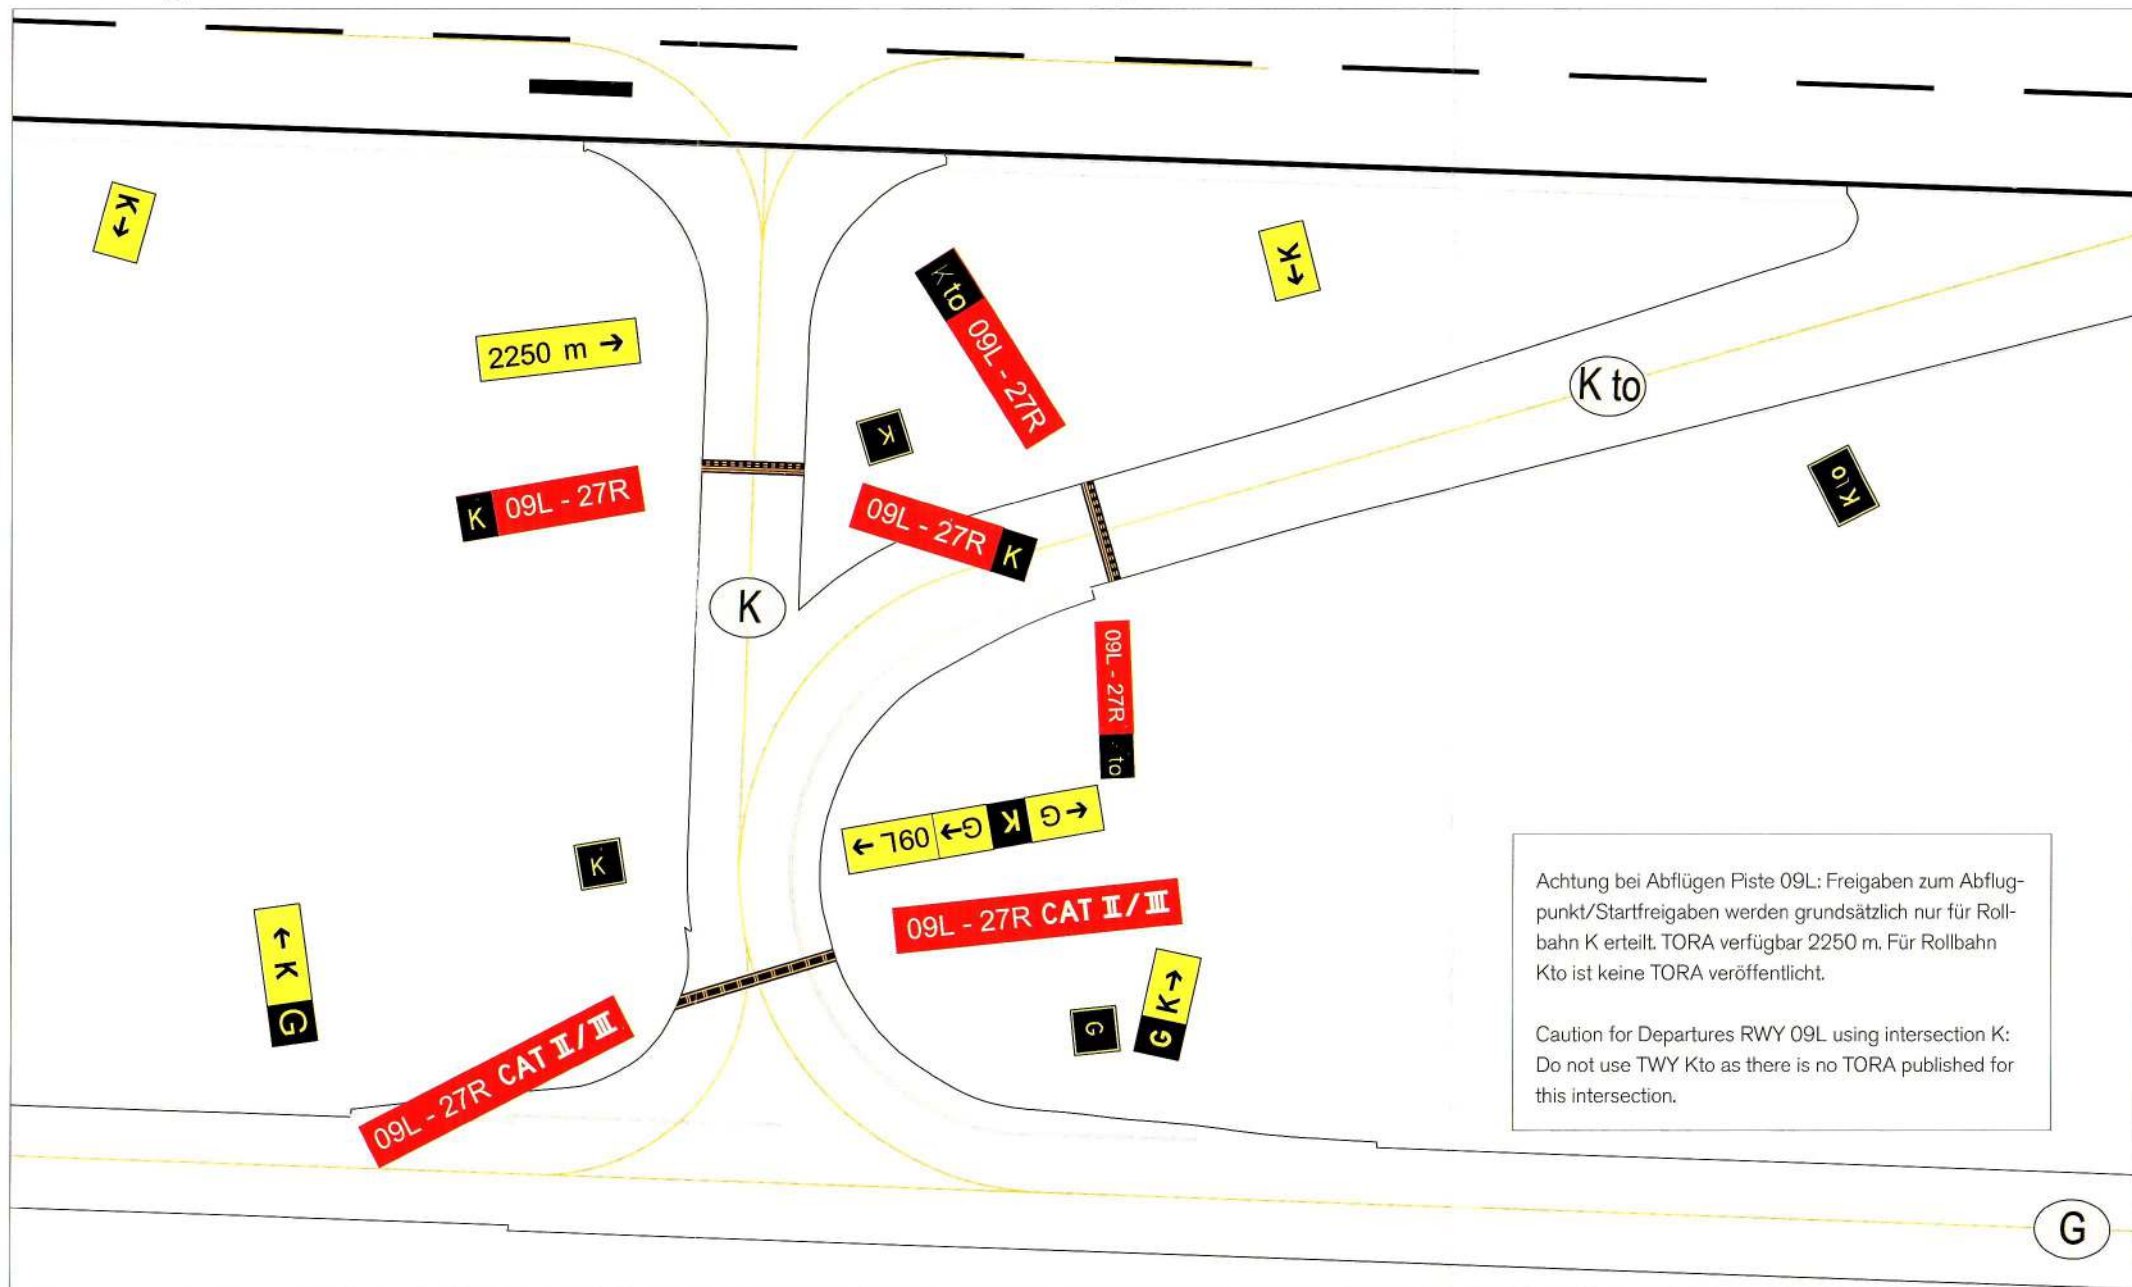 K→
←K
K to 09L - 27R
2250 m →
K
K to
09L - 27R K
K 09L - 27R
K to
K
09L - 27R to
← 09L ←G K G→
K
09L - 27R CAT II/III
← K G
G K→
G
09L - 27R CAT II/III
Achtung bei Abflügen Piste 09L: Freigaben zum Abflug-
punkt/Startfreigaben werden grundsätzlich nur für Roll-
bahn K erteilt. TORA verfügbar 2250 m. Für Rollbahn
Kto ist keine TORA veröffentlicht.
Caution for Departures RWY 09L using intersection K:
Do not use TWY Kto as there is no TORA published for
this intersection.
G